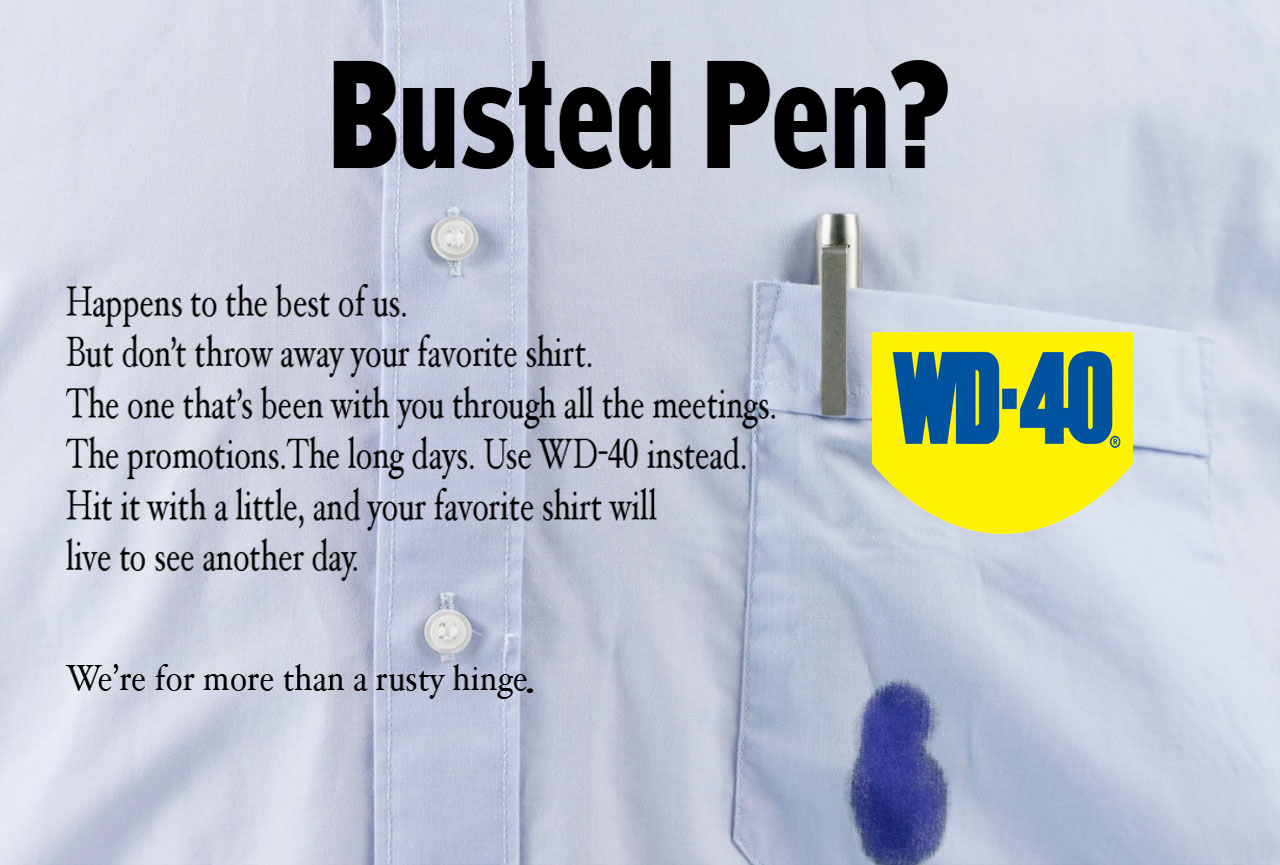 Busted Pen?
Happens to the best of us.
But don't throw away your favorite shirt.
The one that's been with you through all the meetings.
The promotions.The long days. Use WD-40 instead.
Hit it with a little, and your favorite shirt will
live to see another day.
We're for more than a rusty hinge.
WD-40®